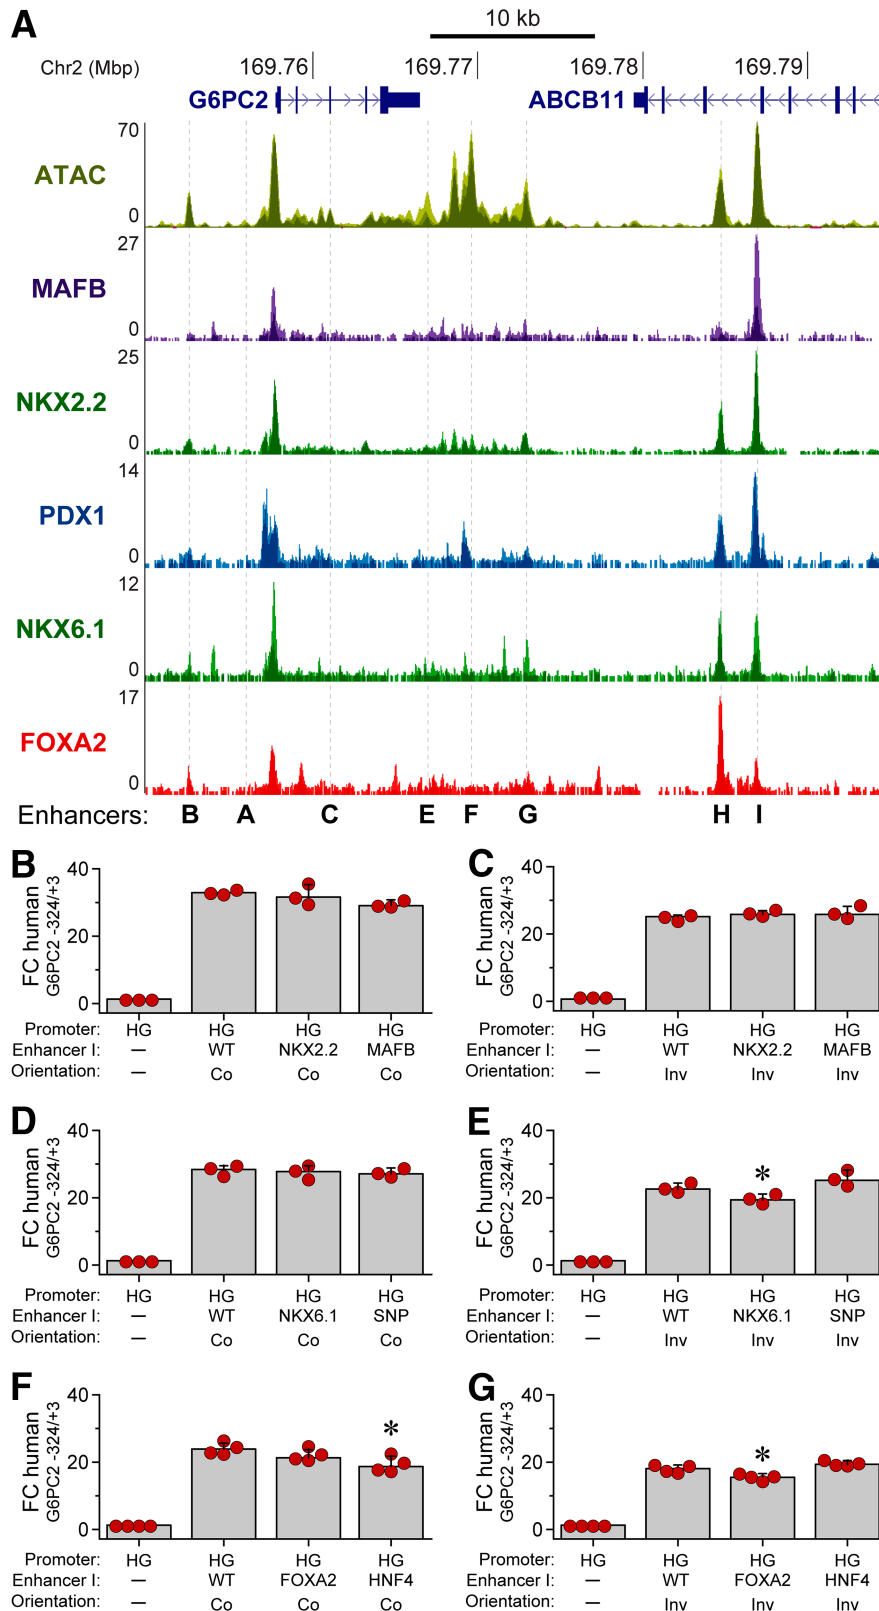 A
10 kb
Chr2 (Mbp) 169.76 169.77 169.78 169.79
G6PC2 ABCB11
70
ATAC
0
27
MAFB
0
25
NKX2.2
0
14
PDX1
0
12
NKX6.1
0
17
FOXA2
0
Enhancers: B A C E F G H I
B
FC human
G6PC2 -324/+3
40
20
0
Promoter: HG HG HG HG
Enhancer I: — WT NKX2.2 MAFB
Orientation: — Co Co Co
C
FC human
G6PC2 -324/+3
40
20
0
Promoter: HG HG HG HG
Enhancer I: — WT NKX2.2 MAFB
Orientation: — Inv Inv Inv
D
FC human
G6PC2 -324/+3
40
20
0
Promoter: HG HG HG HG
Enhancer I: — WT NKX6.1 SNP
Orientation: — Co Co Co
E
FC human
G6PC2 -324/+3
40
20
0
*
Promoter: HG HG HG HG
Enhancer I: — WT NKX6.1 SNP
Orientation: — Inv Inv Inv
F
FC human
G6PC2 -324/+3
40
20
0
*
Promoter: HG HG HG HG
Enhancer I: — WT FOXA2 HNF4
Orientation: — Co Co Co
G
FC human
G6PC2 -324/+3
40
20
0
*
Promoter: HG HG HG HG
Enhancer I: — WT FOXA2 HNF4
Orientation: — Inv Inv Inv